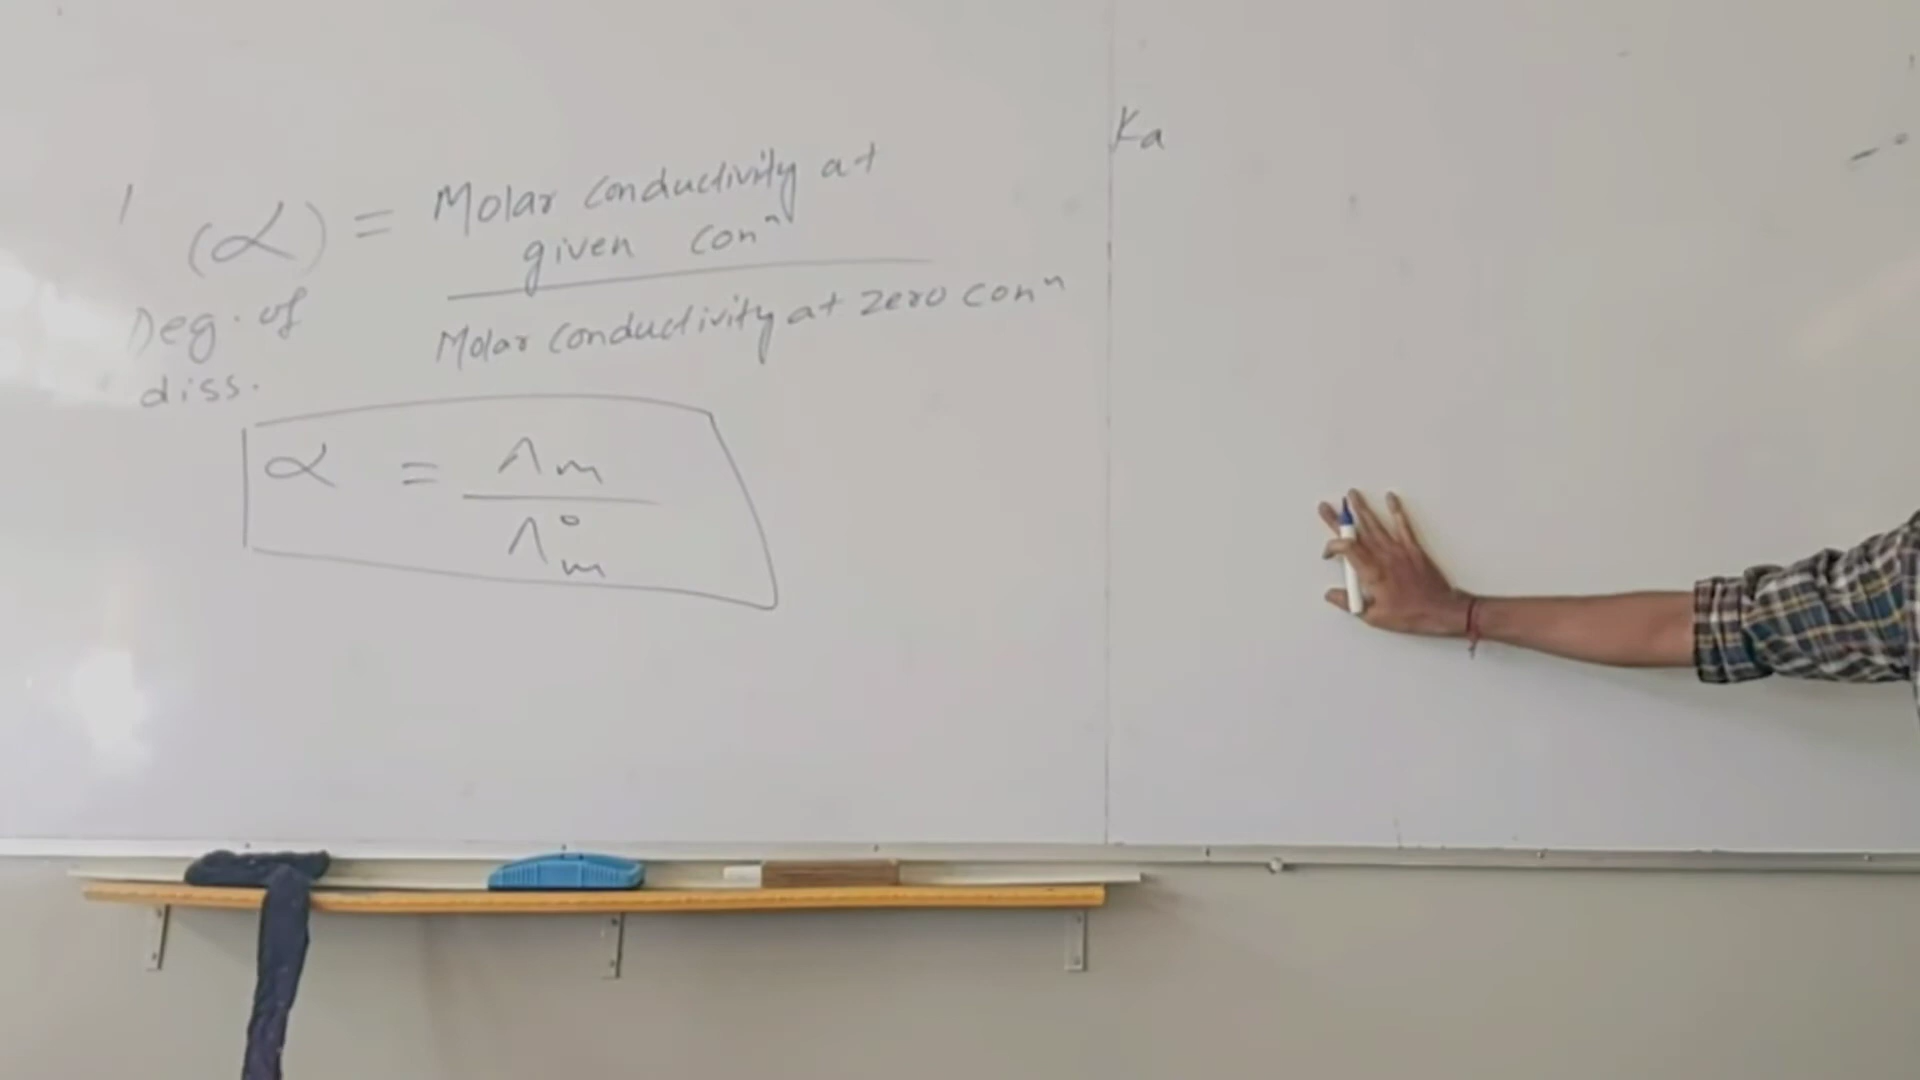 (α) = Molar conductivity at
given conⁿ
Molar conductivity at zero conⁿ
Deg. of
diss.
α = Λm
Λ°m
Ka